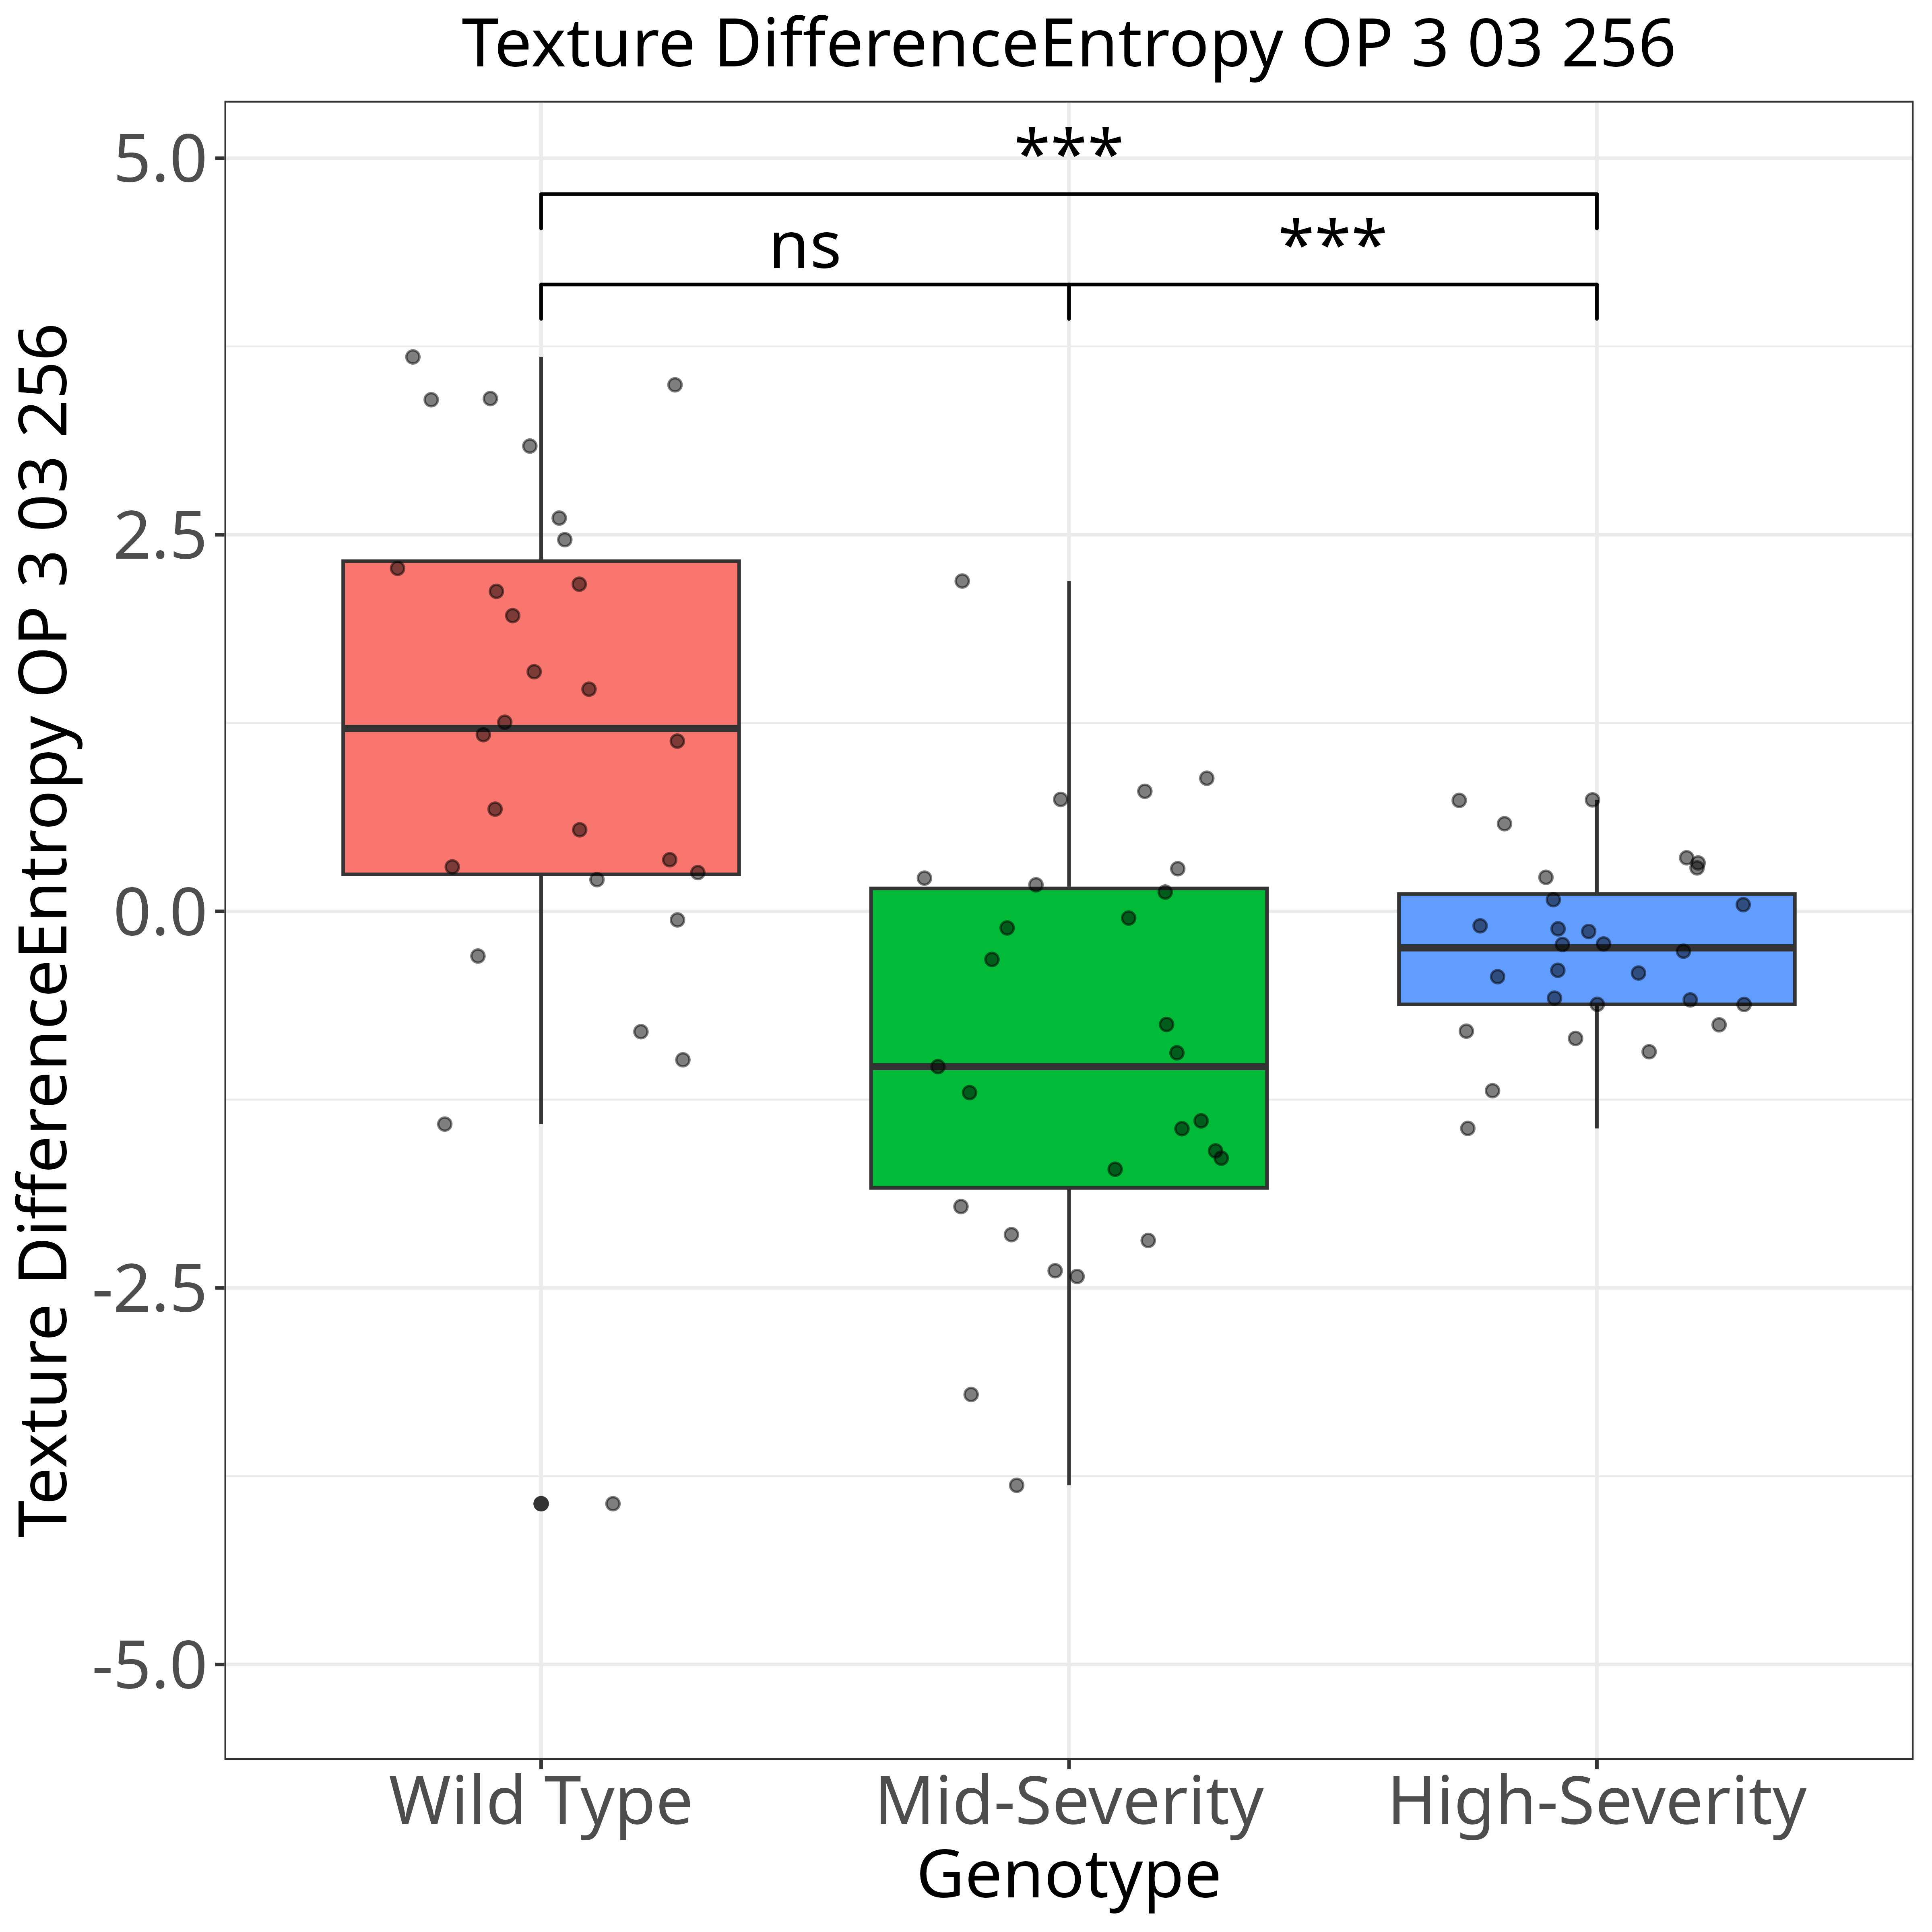 Texture DifferenceEntropy OP 3 03 256
Texture DifferenceEntropy OP 3 03 256
5.0
2.5
0.0
-2.5
-5.0
***
ns
***
Wild Type
Mid-Severity
High-Severity
Genotype